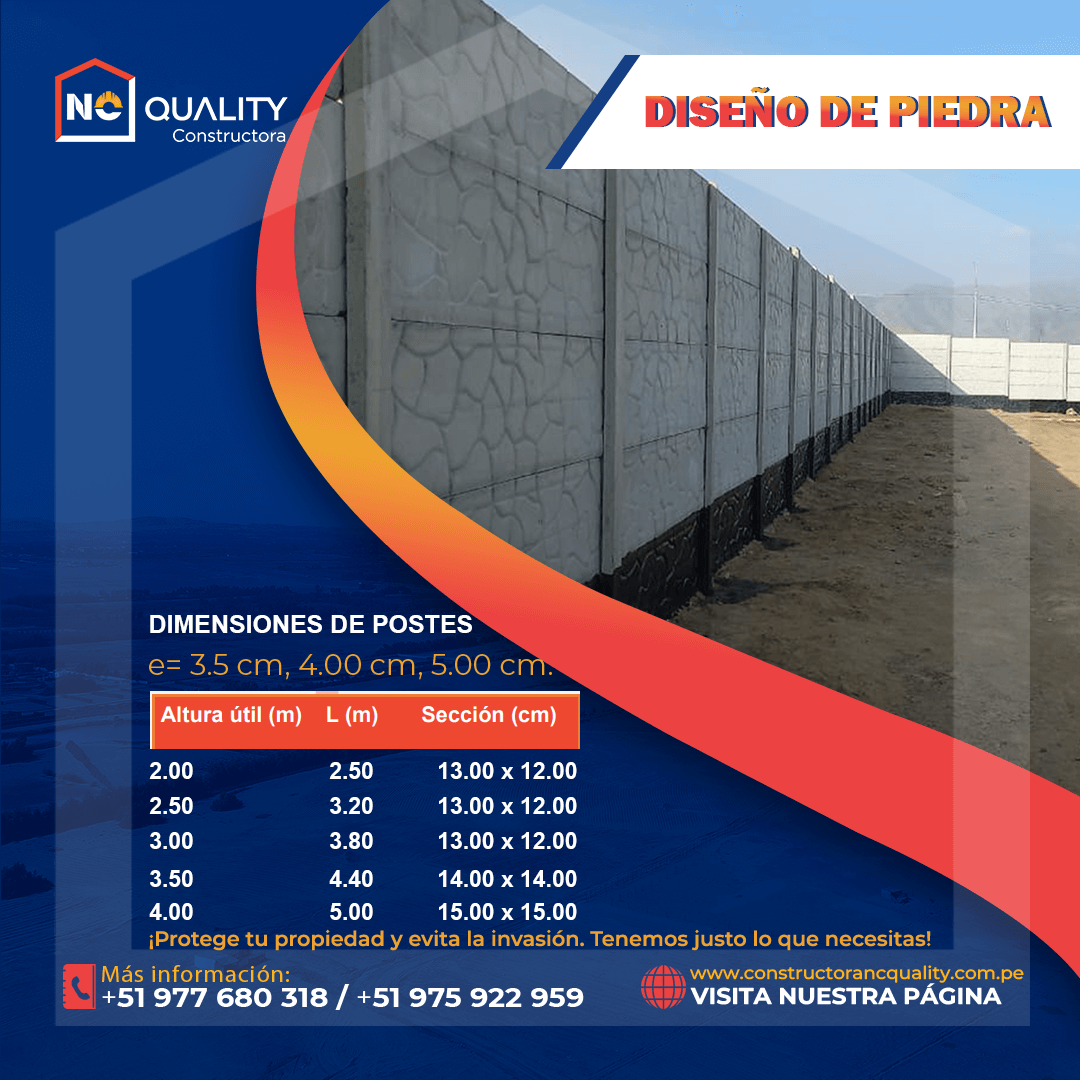 NC QUALITY
Constructora
DISEÑO DE PIEDRA
DIMENSIONES DE POSTES
e= 3.5 cm, 4.00 cm, 5.00 cm.
Altura útil (m) L (m) Sección (cm)
2.00 2.50 13.00 x 12.00
2.50 3.20 13.00 x 12.00
3.00 3.80 13.00 x 12.00
3.50 4.40 14.00 x 14.00
4.00 5.00 15.00 x 15.00
¡Protege tu propiedad y evita la invasión. Tenemos justo lo que necesitas!
Más información:
+51 977 680 318 / +51 975 922 959
www.constructorancquality.com.pe
VISITA NUESTRA PÁGINA